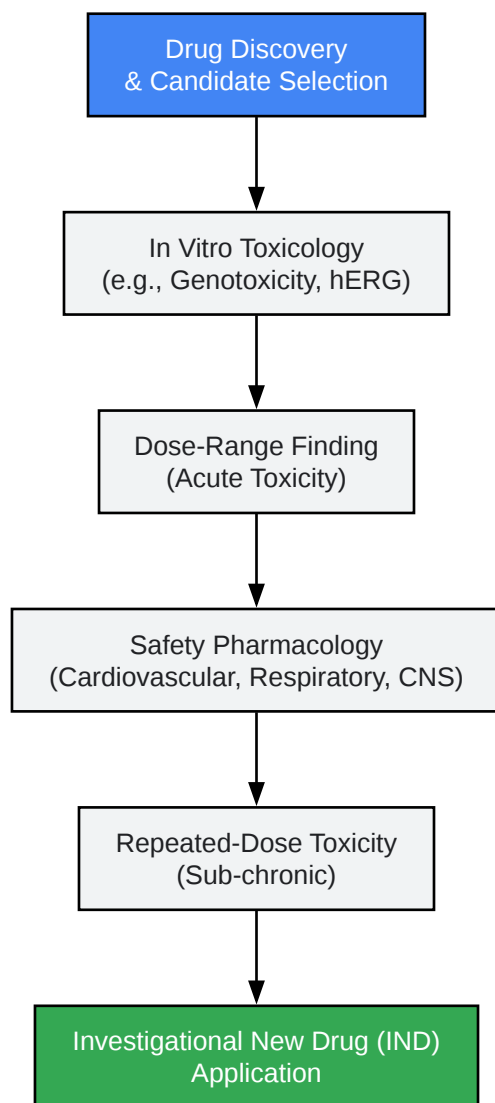 Drug Discovery
& Candidate Selection
In Vitro Toxicology
(e.g., Genotoxicity, hERG)
Dose-Range Finding
(Acute Toxicity)
Safety Pharmacology
(Cardiovascular, Respiratory, CNS)
Repeated-Dose Toxicity
(Sub-chronic)
Investigational New Drug (IND)
Application